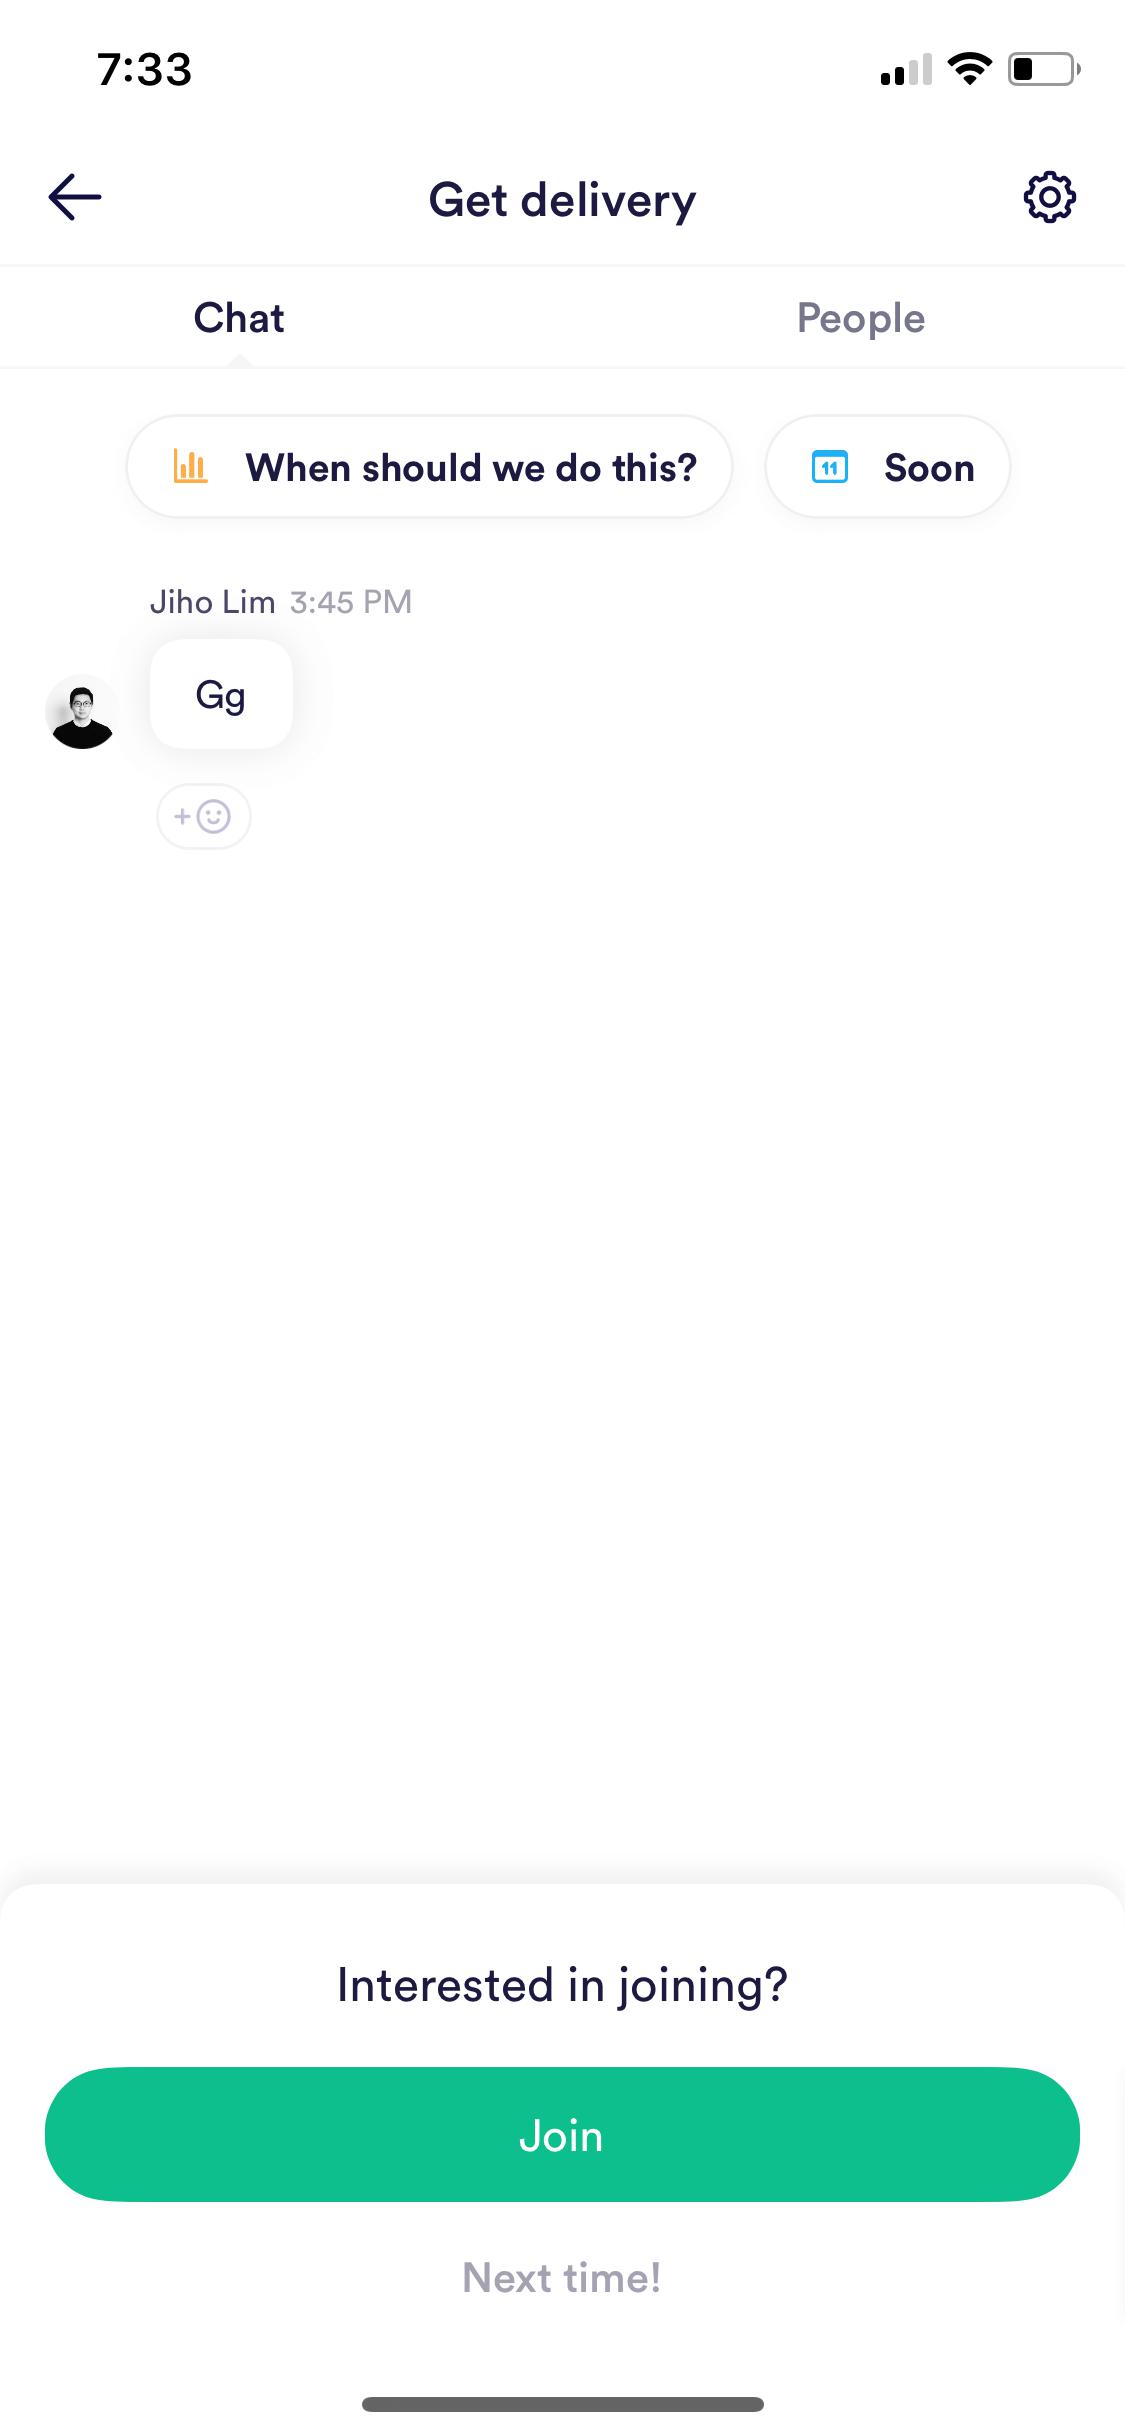 7:33
Get delivery
Chat People
When should we do this? 11 Soon
Jiho Lim 3:45 PM
Gg
+
Interested in joining?
Join
Next time!